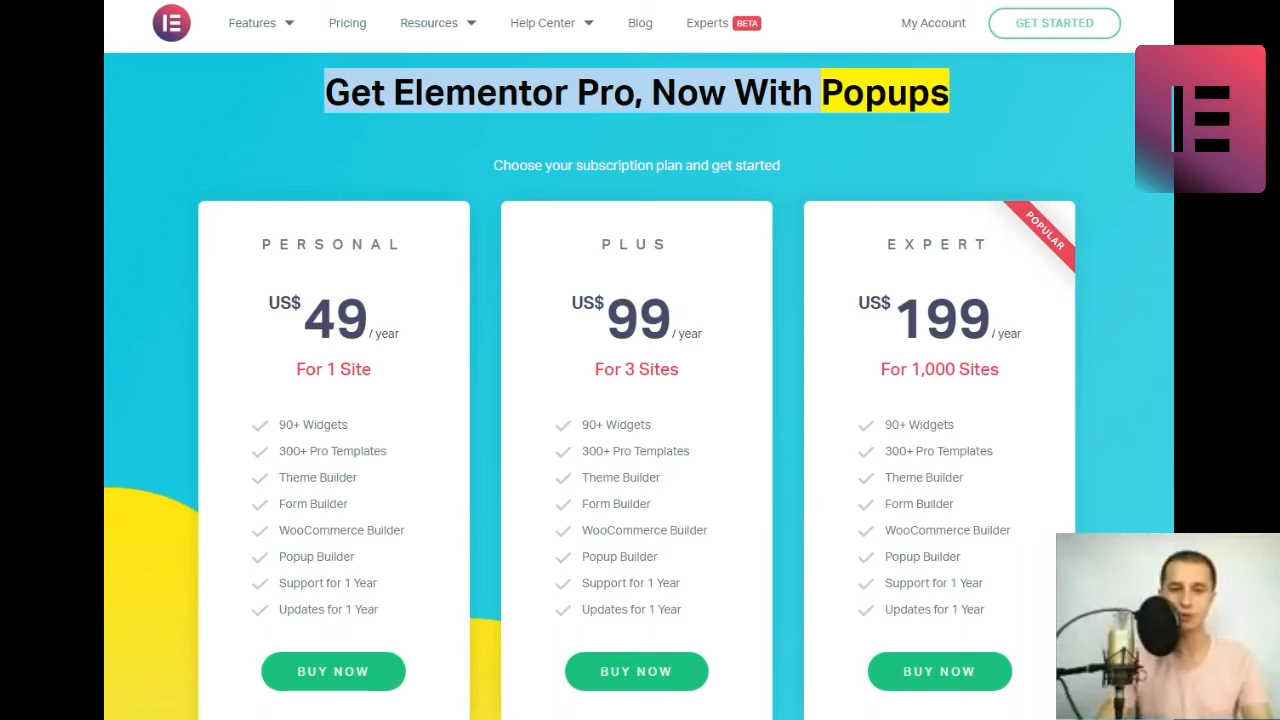 Features Pricing Resources Help Center Blog Experts BETA My Account GET STARTED
Get Elementor Pro, Now With Popups
Choose your subscription plan and get started
PERSONAL
US$ 49 / year
For 1 Site
90+ Widgets
300+ Pro Templates
Theme Builder
Form Builder
WooCommerce Builder
Popup Builder
Support for 1 Year
Updates for 1 Year
BUY NOW
PLUS
US$ 99 / year
For 3 Sites
90+ Widgets
300+ Pro Templates
Theme Builder
Form Builder
WooCommerce Builder
Popup Builder
Support for 1 Year
Updates for 1 Year
BUY NOW
POPULAR
EXPERT
US$ 199 / year
For 1,000 Sites
90+ Widgets
300+ Pro Templates
Theme Builder
Form Builder
WooCommerce Builder
Popup Builder
Support for 1 Year
Updates for 1 Year
BUY NOW